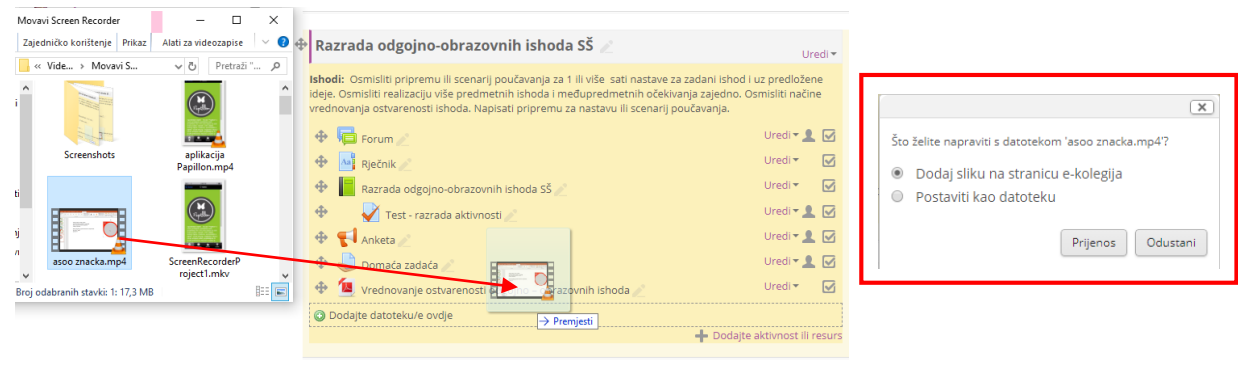 Movavi Screen Recorder
Zajedničko korištenje Prikaz Alati za videozapise
« Vide... › Movavi S... Pretraži "...
Screenshots
aplikacija
Papillon.mp4
asoo znacka.mp4
ScreenRecorderP
roject1.mkv
Broj odabranih stavki: 1: 17,3 MB
Razrada odgojno-obrazovnih ishoda SŠ
Uredi
Ishodi: Osmisliti pripremu ili scenarij poučavanja za 1 ili više sati nastave za zadani ishod i uz predložene
ideje. Osmisliti realizaciju više predmetnih ishoda i međupredmetnih očekivanja zajedno. Osmisliti načine
vrednovanja ostvarenosti ishoda. Napisati pripremu za nastavu ili scenarij poučavanja.
Forum Uredi
Rječnik Uredi
Razrada odgojno-obrazovnih ishoda SŠ Uredi
Test - razrada aktivnosti Uredi
Anketa Uredi
Domaća zadaća Uredi
Vrednovanje ostvarenosti obrazovnih ishoda Uredi
Dodajte datoteku/e ovdje
Premjesti
Dodajte aktivnost ili resurs
Što želite napraviti s datotekom 'asoo znacka.mp4'?
Dodaj sliku na stranicu e-kolegija
Postaviti kao datoteku
Prijenos Odustani